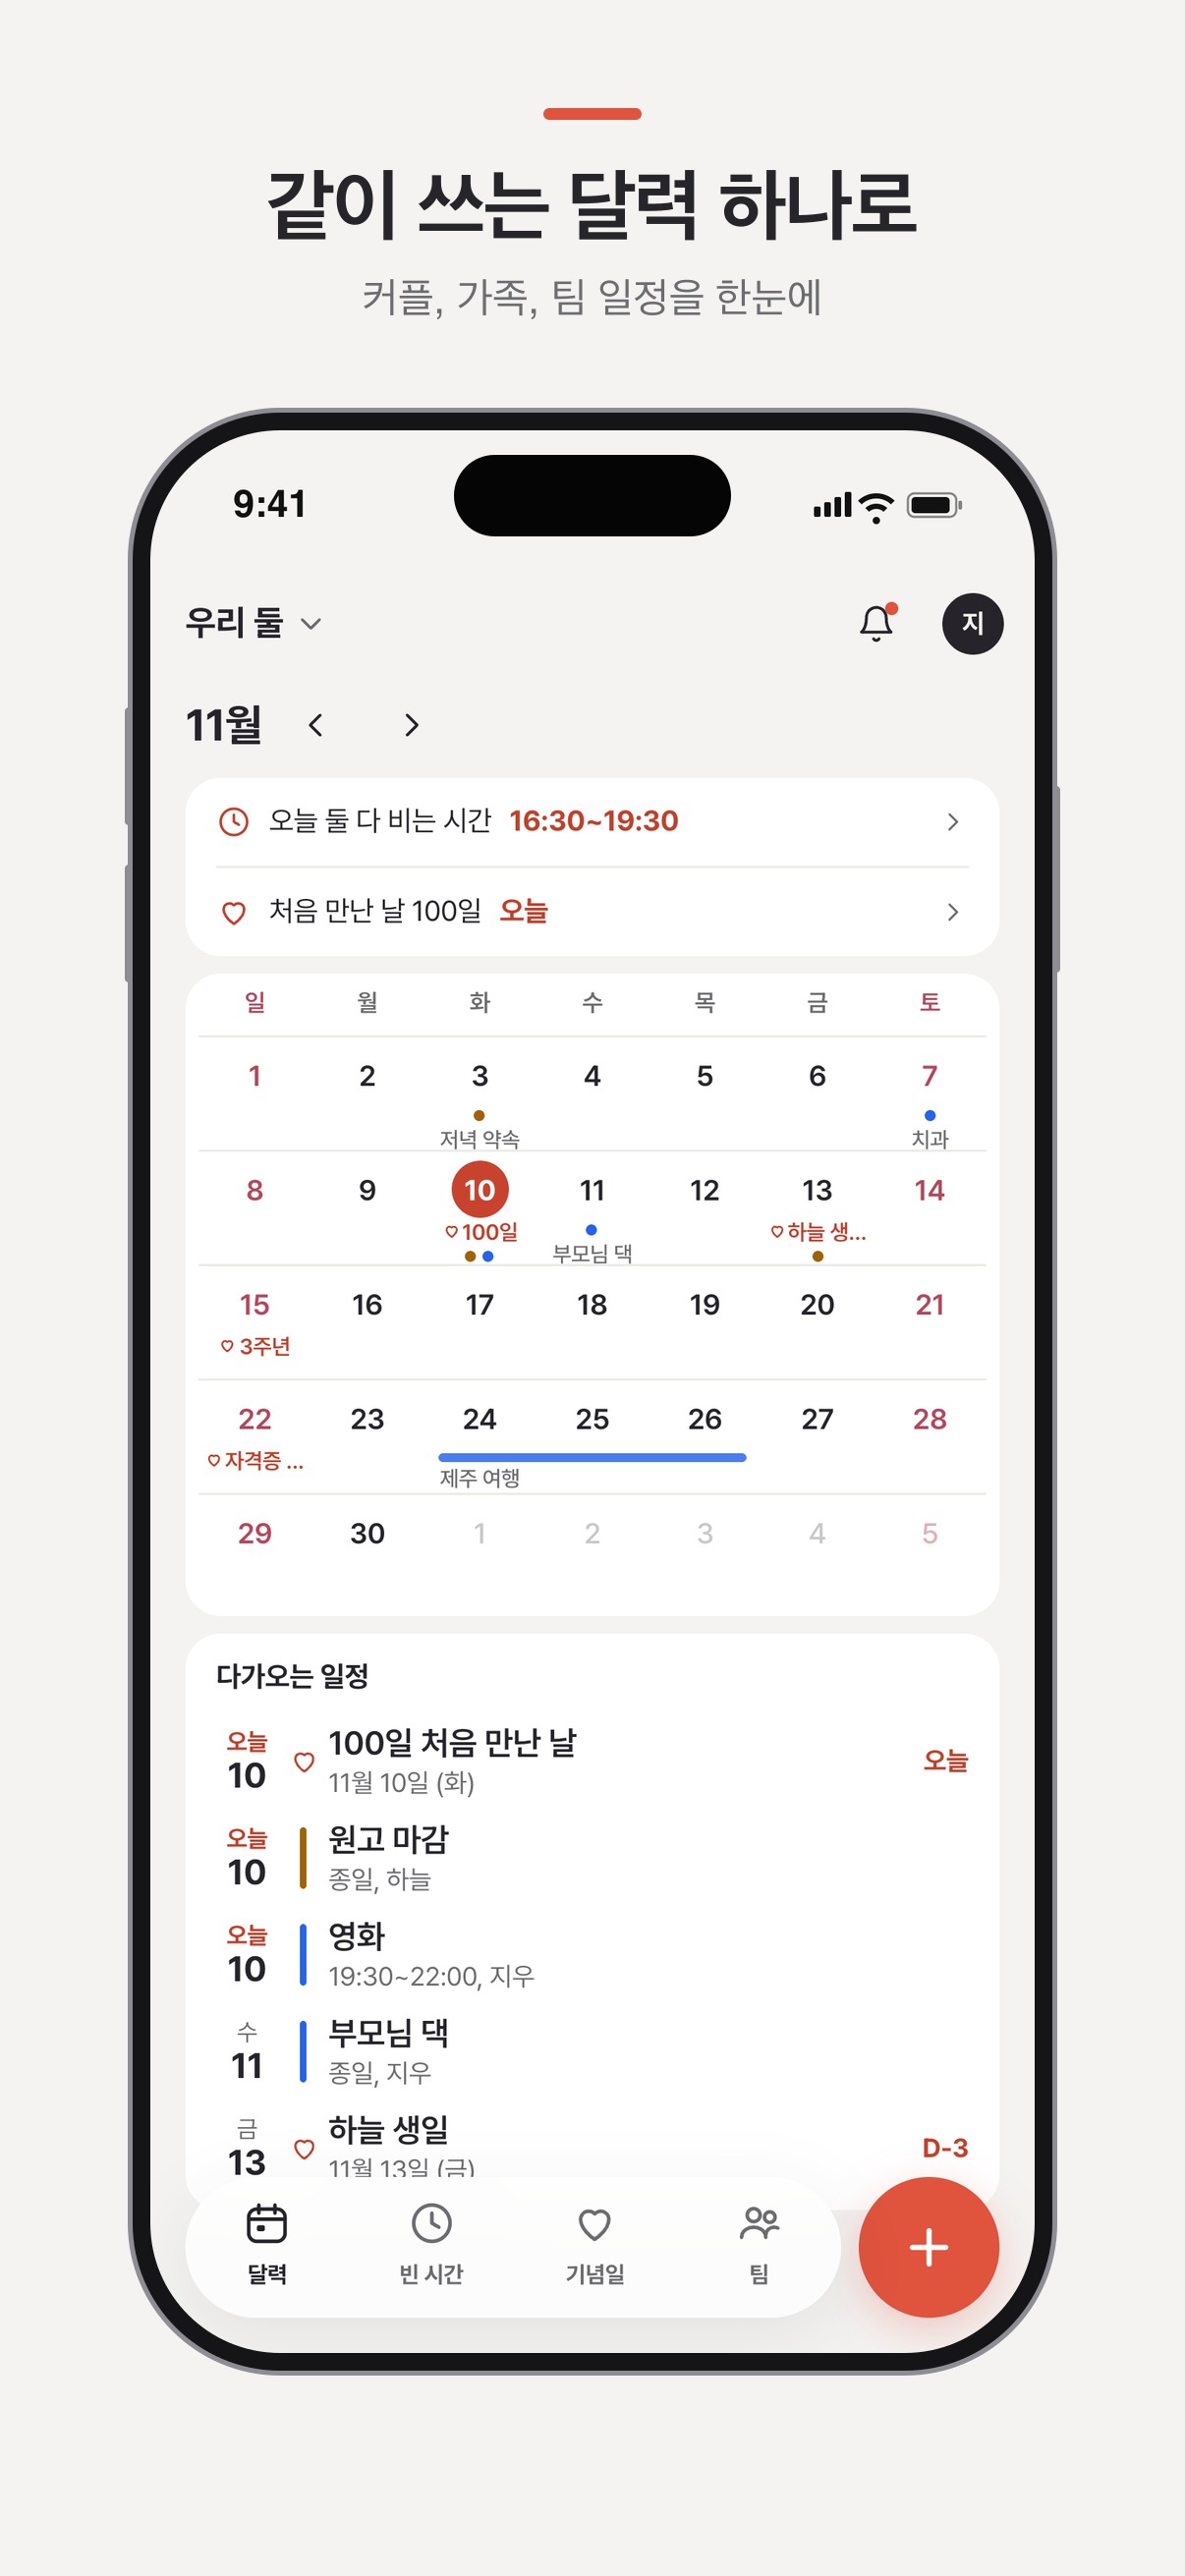 같이 쓰는 달력 하나로
커플, 가족, 팀 일정을 한눈에
9:41
우리 둘
지
11월
오늘 둘 다 비는 시간 16:30~19:30
처음 만난 날 100일 오늘
일 월 화 수 목 금 토
1 2 3 4 5 6 7
저녁 약속 치과
8 9 10 11 12 13 14
100일 하늘 생...
부모님 댁
15 16 17 18 19 20 21
3주년
22 23 24 25 26 27 28
자격증 ...
제주 여행
29 30 1 2 3 4 5
다가오는 일정
오늘
10
100일 처음 만난 날
11월 10일 (화)
오늘
오늘
10
원고 마감
종일, 하늘
오늘
10
영화
19:30~22:00, 지우
수
11
부모님 댁
종일, 지우
금
13
하늘 생일
11월 13일 (금)
D-3
달력 빈 시간 기념일 팀